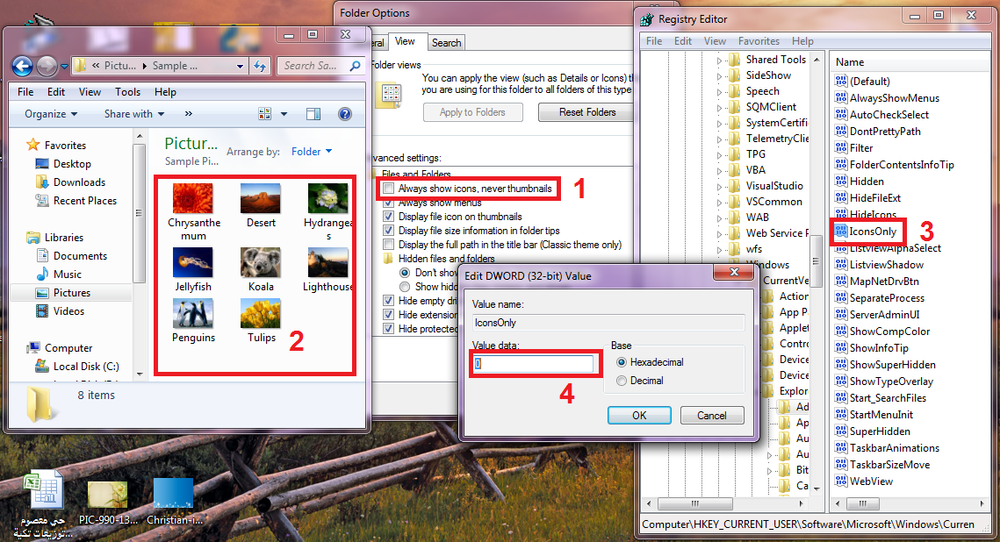 Folder Options
General
View
Search
Folder views
You can apply the view (such as Details or Icons) that
you are using for this folder to all folders of this type
Apply to Folders
Reset Folders
Advanced settings:
Files and Folders
Always show icons, never thumbnails
1
Always show menus
Display file icon on thumbnails
Display file size information in folder tips
Display the full path in the title bar (Classic theme only)
Hidden files and folders
Don't show
Show hidd
Hide empty dri
Hide extension
Hide protected
« Pictu... ▸ Sample ...
Search Sa...
File Edit View Tools Help
Organize Share with »
Favorites
Desktop
Downloads
Recent Places
Libraries
Documents
Music
Pictures
Videos
Computer
Local Disk (C:)
Pictur...
Sample Pi...
Arrange by: Folder
Chrysanthe
mum
Desert
Hydrangea
s
Jellyfish
Koala
Lighthouse
Penguins
Tulips
2
8 items
Edit DWORD (32-bit) Value
Value name:
IconsOnly
Value data:
0
4
Base
Hexadecimal
Decimal
OK
Cancel
Registry Editor
File Edit View Favorites Help
Shared Tools
SideShow
Speech
SQMClient
SystemCertifi
TelemetryClie
TPG
VBA
VisualStudio
VSCommon
WAB
Web Service P
wfs
Windows
CurrentVe
Action
App P
Applet
Contro
Device
Device
Explor
Ad
Ap
Au
Au
Bit
Ca
Name
(Default)
AlwaysShowMenus
AutoCheckSelect
DontPrettyPath
Filter
FolderContentsInfoTip
Hidden
HideFileExt
HideIcons
IconsOnly
3
ListviewAlphaSelect
ListviewShadow
MapNetDrvBtn
SeparateProcess
ServerAdminUI
ShowCompColor
ShowInfoTip
ShowSuperHidden
ShowTypeOverlay
Start_SearchFiles
StartMenuInit
SuperHidden
TaskbarAnimations
TaskbarSizeMove
WebView
Computer\HKEY_CURRENT_USER\Software\Microsoft\Windows\Curren
حي معصوم
توزيعات تكية...
PIC-990-13...
Christian-i...